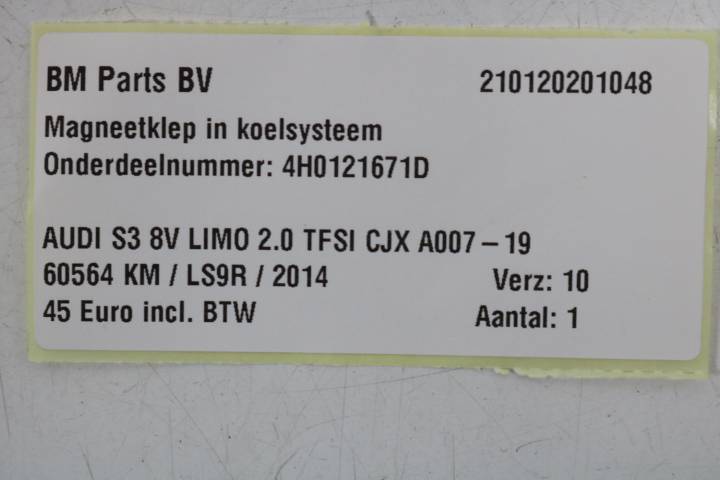 BM Parts BV 210120201048
Magneetklep in koelsysteem
Onderdeelnummer: 4H0121671D
AUDI S3 8V LIMO 2.0 TFSI CJX A007-19
60564 KM / LS9R / 2014 Verz: 10
45 Euro incl. BTW Aantal: 1